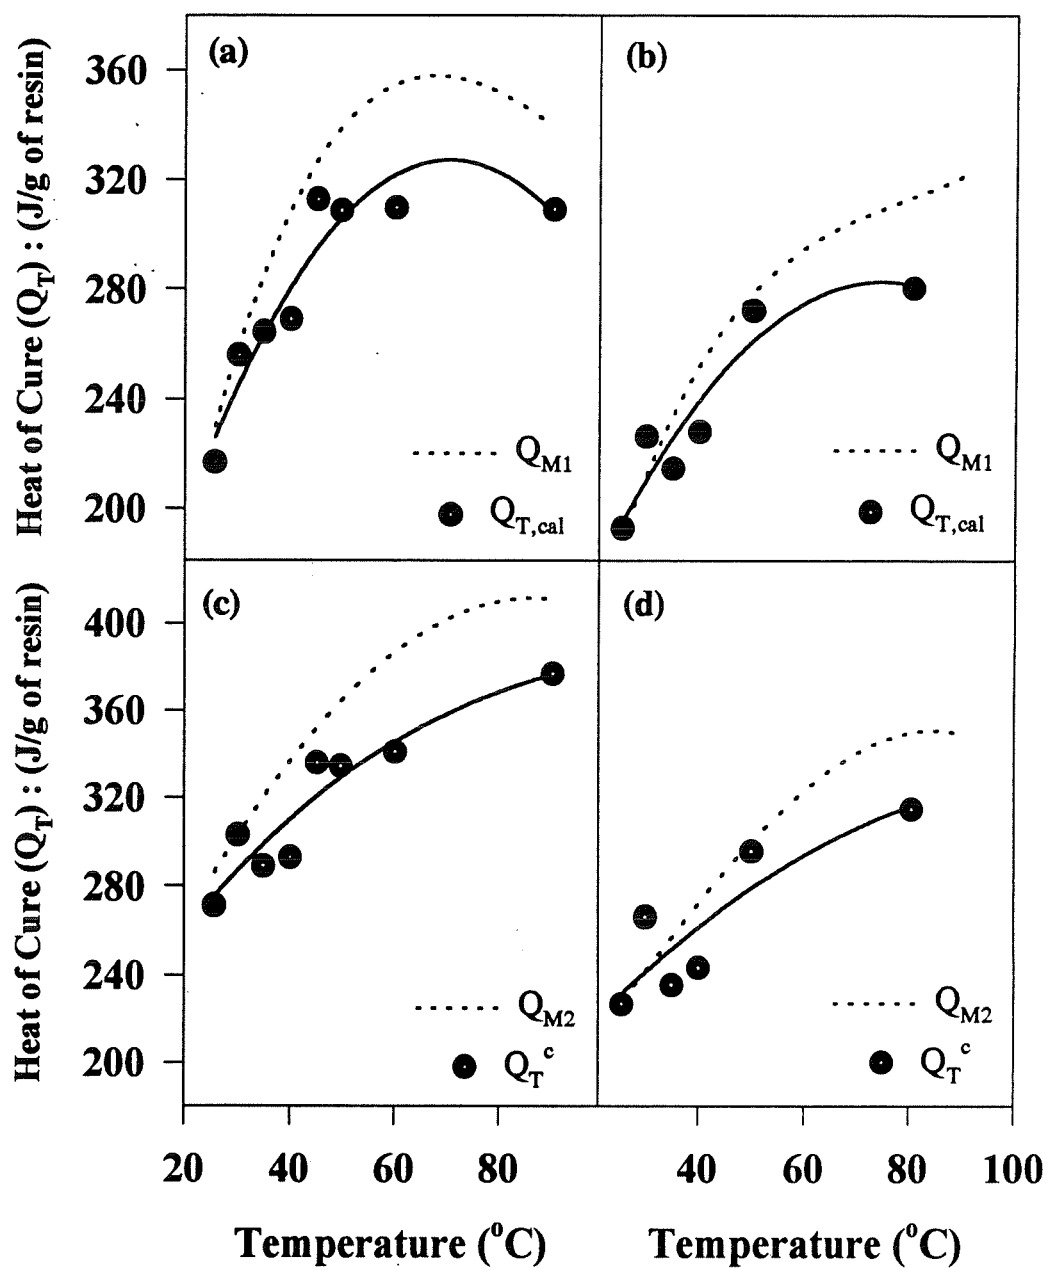 (a)
(b)
Heat of Cure (Q_T) : (J/g of resin)
360
320
280
240
200
Q_M1
Q_T,cal
Q_M1
Q_T,cal
(c)
(d)
Heat of Cure (Q_T) : (J/g of resin)
400
360
320
280
240
200
Q_M2
Q_T^c
Q_M2
Q_T^c
20 40 60 80
40 60 80 100
Temperature (°C)
Temperature (°C)